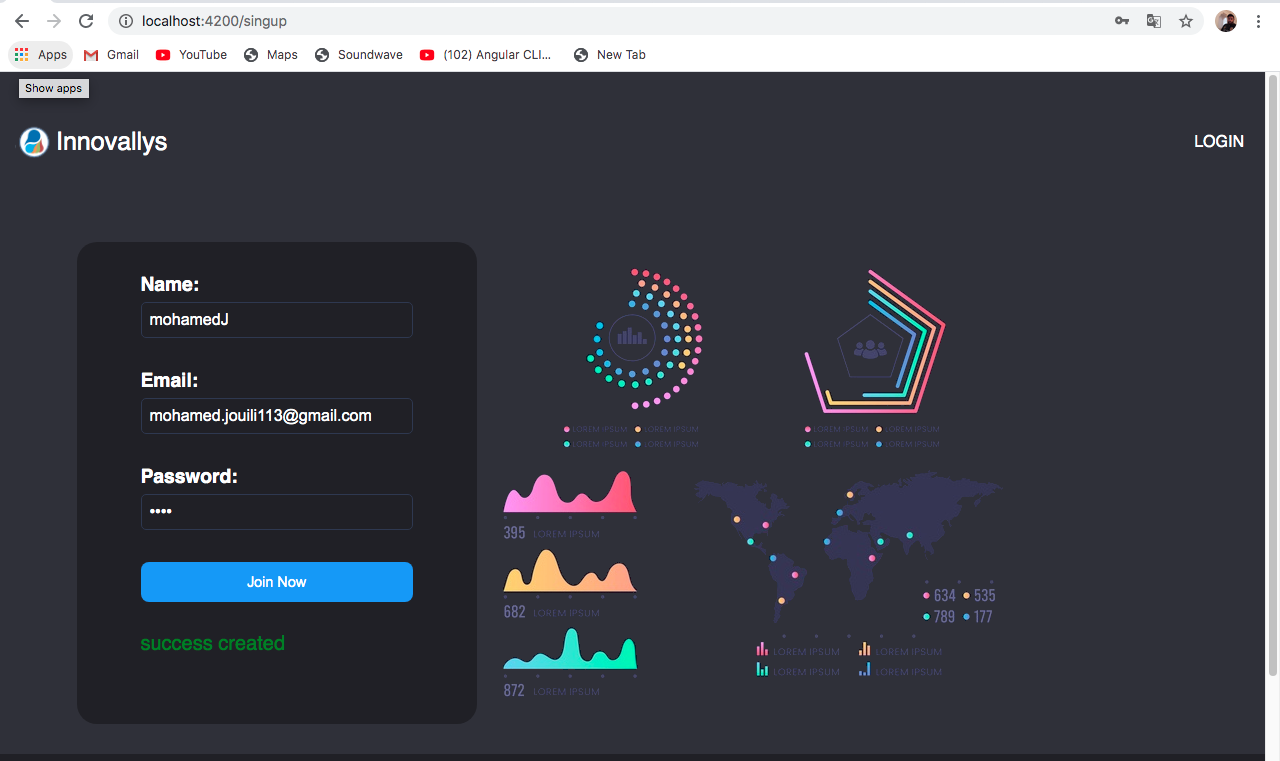 localhost:4200/singup
Apps Gmail YouTube Maps Soundwave (102) Angular CLI... New Tab
Show apps
Innovallys
LOGIN
Name:
mohamedJ
Email:
mohamed.jouili113@gmail.com
Password:
••••
Join Now
success created
LOREM IPSUM LOREM IPSUM
LOREM IPSUM LOREM IPSUM
LOREM IPSUM LOREM IPSUM
LOREM IPSUM LOREM IPSUM
395 LOREM IPSUM
682 LOREM IPSUM
872 LOREM IPSUM
634 535
789 177
LOREM IPSUM LOREM IPSUM
LOREM IPSUM LOREM IPSUM